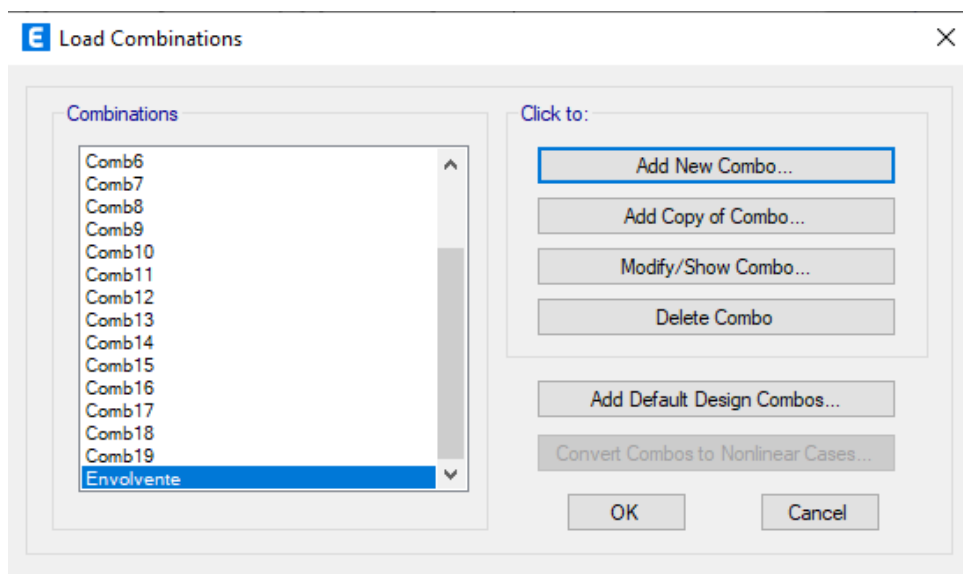 E Load Combinations
Combinations
Comb6
Comb7
Comb8
Comb9
Comb10
Comb11
Comb12
Comb13
Comb14
Comb15
Comb16
Comb17
Comb18
Comb19
Envolvente
Click to:
Add New Combo...
Add Copy of Combo...
Modify/Show Combo...
Delete Combo
Add Default Design Combos...
Convert Combos to Nonlinear Cases...
OK
Cancel